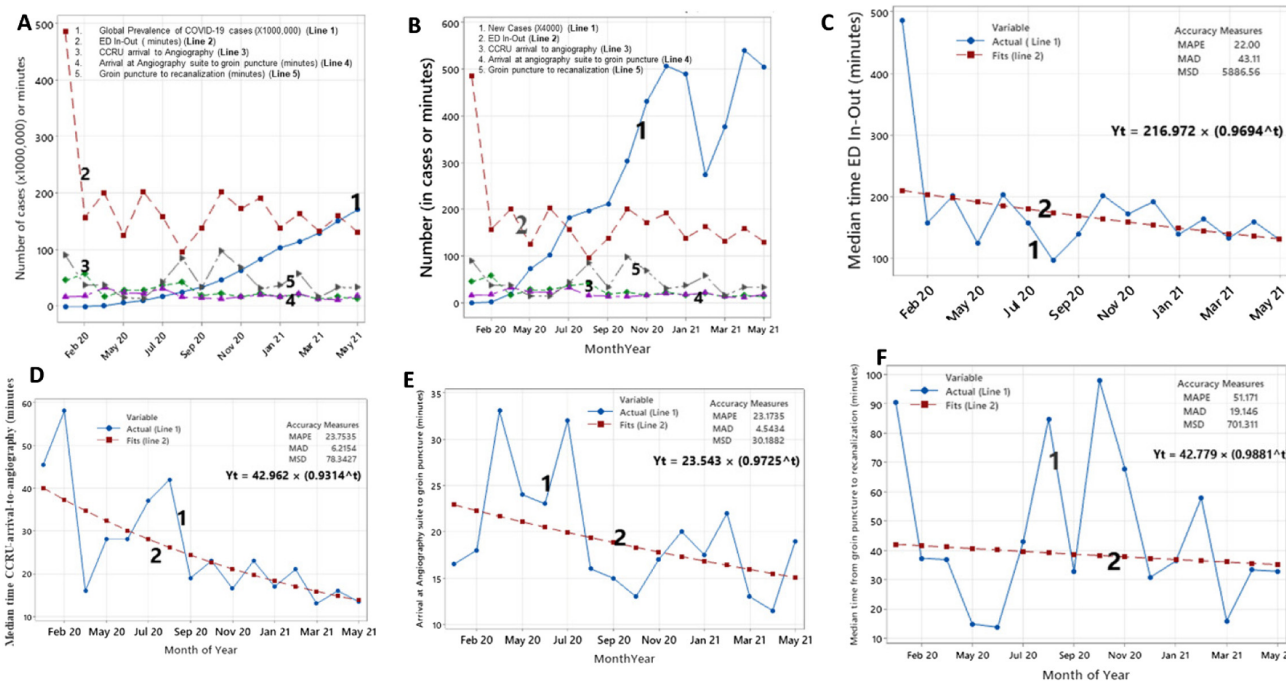 A
1. Global Prevalence of COVID-19 cases (X1000,000) (Line 1)
2. ED In-Out ( minutes) (Line 2)
3. CCRU arrival to Angiography (Line 3)
4. Arrival at Angiography suite to groin puncture (minutes) (Line 4)
5. Groin puncture to recanalization (minutes) (Line 5)
Number of cases (x1000,000) or minutes
500
400
300
200
100
0
2
1
3
5
4
Feb 20
May 20
Jul 20
Sep 20
Nov 20
Jan 21
Mar 21
May 21
B
1. New Cases (X4000) (Line 1)
2. ED In-Out (Line 2)
3. CCRU arrival to angiography (Line 3)
4. Arrival at angiography suite to groin puncture (Line 4)
5. Groin puncture to recanalization (Line 5)
Number (in cases or minutes)
600
500
400
300
200
100
0
1
2
5
3
4
Feb 20
May 20
Jul 20
Sep 20
Nov 20
Jan 21
Mar 21
May 21
MonthYear
C
Variable
Actual ( Line 1)
Fits (line 2)
Accuracy Measures
MAPE 22.00
MAD 43.11
MSD 5886.56
Yt = 216.972 × (0.9694^t)
Median time ED In-Out (minutes)
500
400
300
200
100
2
1
Feb 20
May 20
Jul 20
Sep 20
Nov 20
Jan 21
Mar 21
May 21
D
Variable
Actual (Line 1)
Fits (line 2)
Accuracy Measures
MAPE 23.7535
MAD 6.2154
MSD 78.3427
Yt = 42.962 × (0.9314^t)
Median time CCRU-arrival-to-angiography (minutes
60
50
40
30
20
10
1
2
Feb 20
May 20
Jul 20
Sep 20
Nov 20
Jan 21
Mar 21
May 21
Month of Year
E
Variable
Actual (Line 1)
Fits (Line 2)
Accuracy Measures
MAPE 23.1735
MAD 4.5434
MSD 30.1882
Yt = 23.543 × (0.9725^t)
Arrival at Angiography suite to groin puncture (minutes)
35
30
25
20
15
10
1
2
Feb 20
May 20
Jul 20
Sep 20
Nov 20
Jan 21
Mar 21
May 21
MonthYear
F
Variable
Actual (Line 1)
Fits (Line 2)
Accuracy Measures
MAPE 51.171
MAD 19.146
MSD 701.311
Yt = 42.779 × (0.9881^t)
Median time from groin puncture to recanalization (minutes)
100
90
80
70
60
50
40
30
20
10
1
2
Feb 20
May 20
Jul 20
Sep 20
Nov 20
Jan 21
Mar 21
May 21
Month of Year